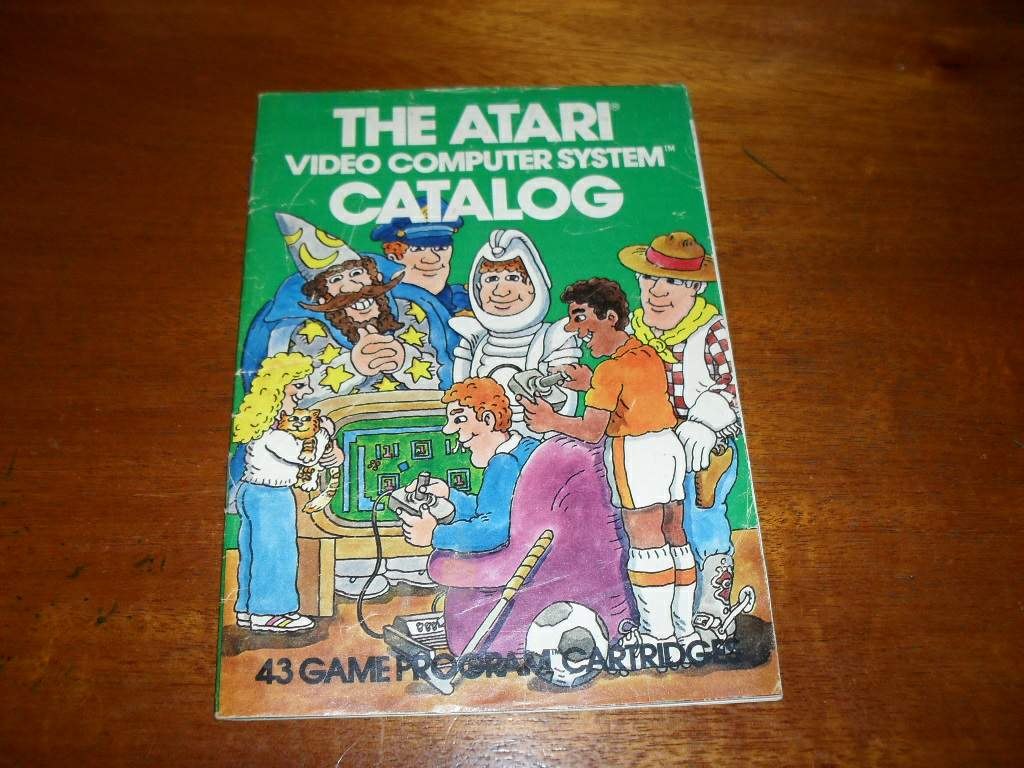 THE ATARI®
VIDEO COMPUTER SYSTEM™
CATALOG
43 GAME PROGRAM™ CARTRIDGES